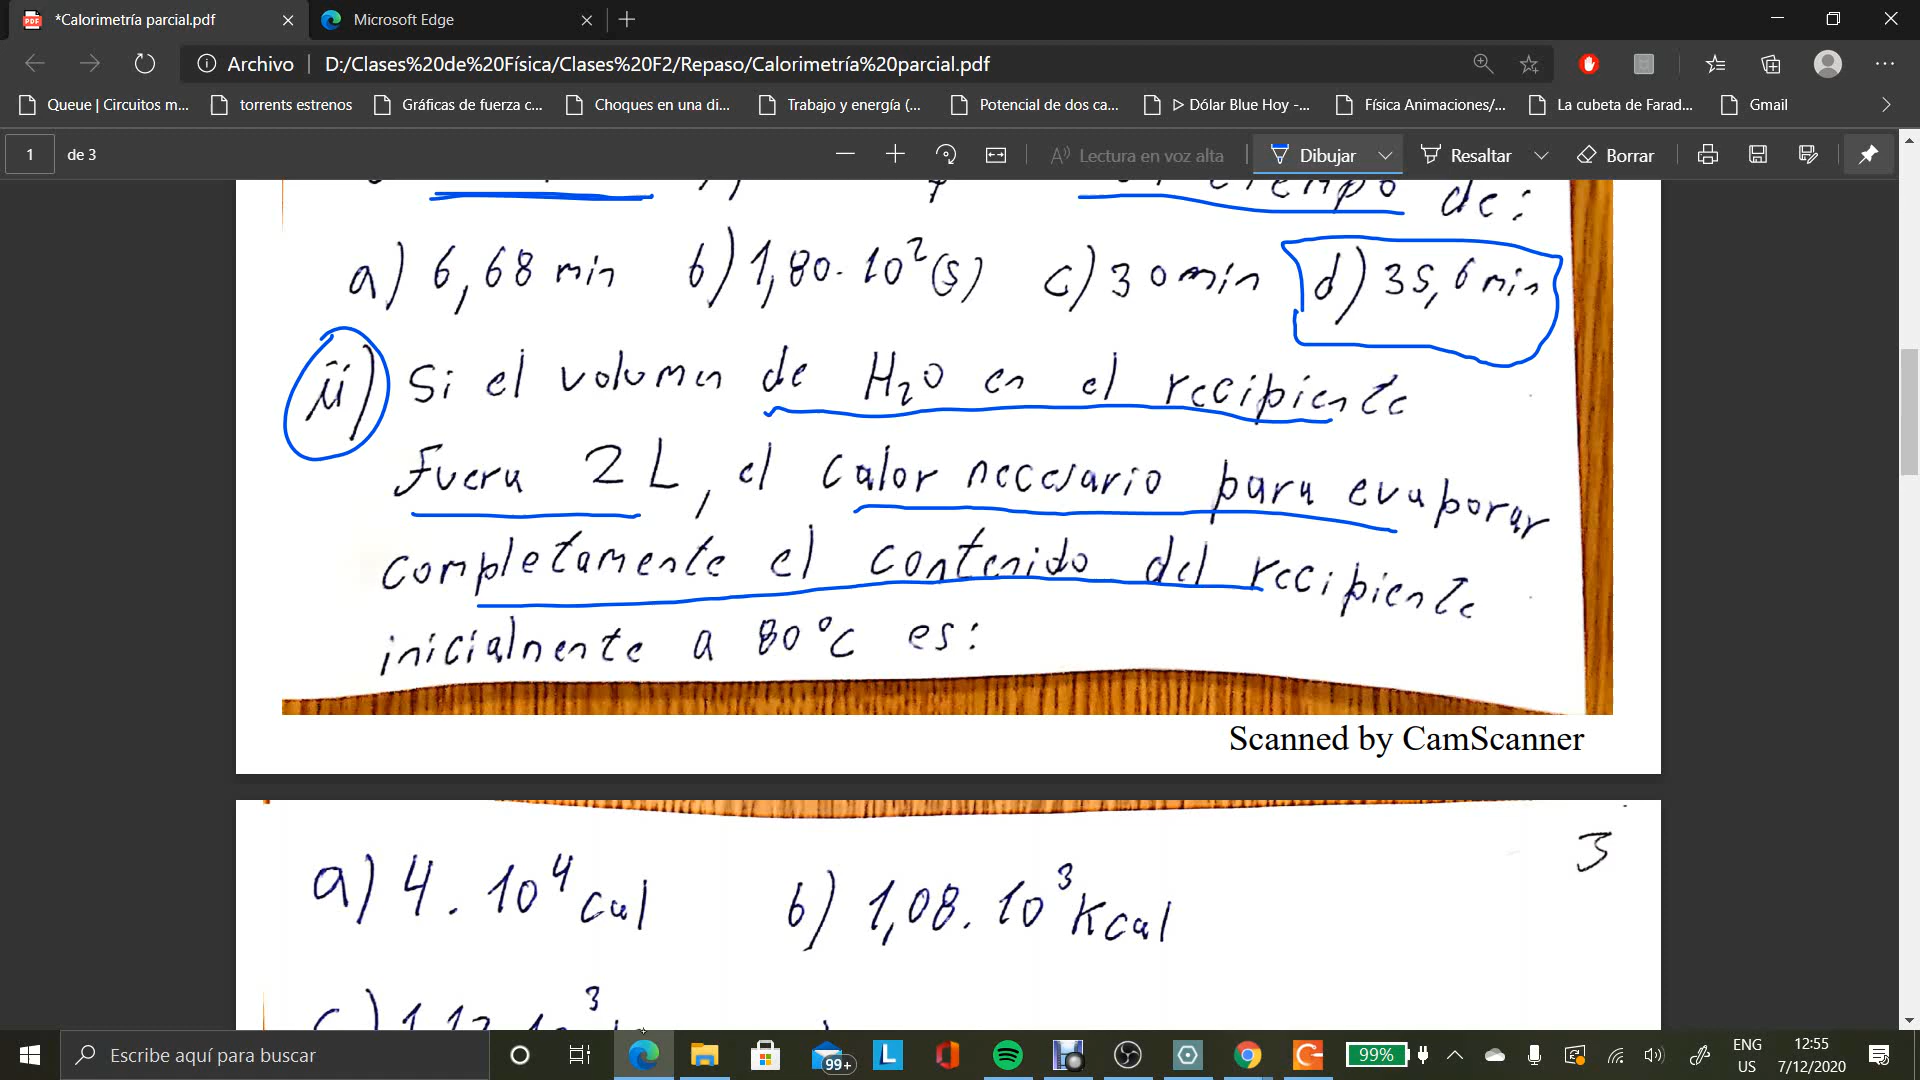 *Calorimetría parcial.pdf
Microsoft Edge
Archivo
D:/Clases%20de%20Física/Clases%20F2/Repaso/Calorimetría%20parcial.pdf
Queue | Circuitos m...
torrents estrenos
Gráficas de fuerza c...
Choques en una di...
Trabajo y energía (...
Potencial de dos ca...
Dólar Blue Hoy -...
Física Animaciones/...
La cubeta de Farad...
Gmail
1 de 3
Lectura en voz alta
Dibujar
Resaltar
Borrar
tiempo de:
a) 6,68 min b) 1,80.10²(s) c) 30 min d) 35,6 min
ii) Si el volumen de H₂O en el recipiente
Fuera 2 L, el calor necesario para evaporar
completamente el contenido del recipiente
inicialmente a 80°C es:
Scanned by CamScanner
3
a) 4.10⁴ cal b) 1,08.10³ Kcal
Escribe aquí para buscar
99+
99%
ENG
US
12:55
7/12/2020